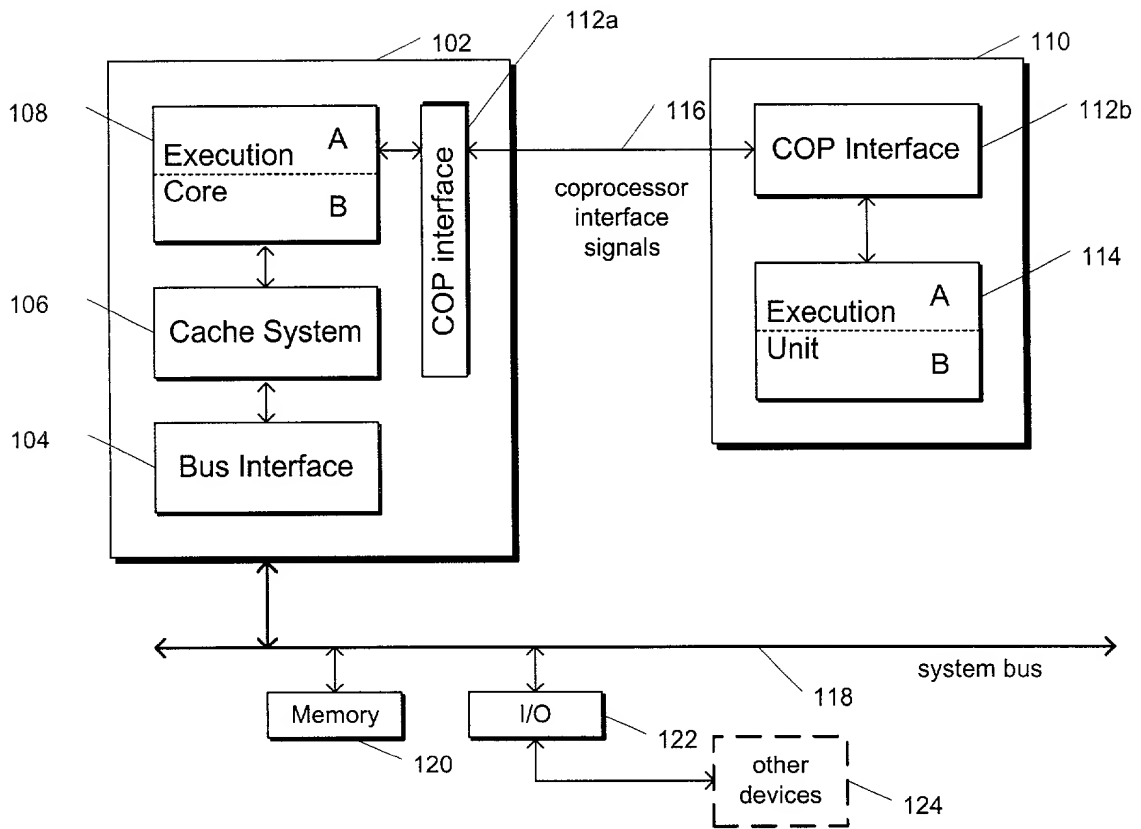 112a
102
110
108
Execution
Core
A
B
COP interface
116
112b
COP Interface
coprocessor
interface
signals
114
Execution
Unit
A
B
106
Cache System
104
Bus Interface
system bus
118
Memory
120
I/O
122
other
devices
124